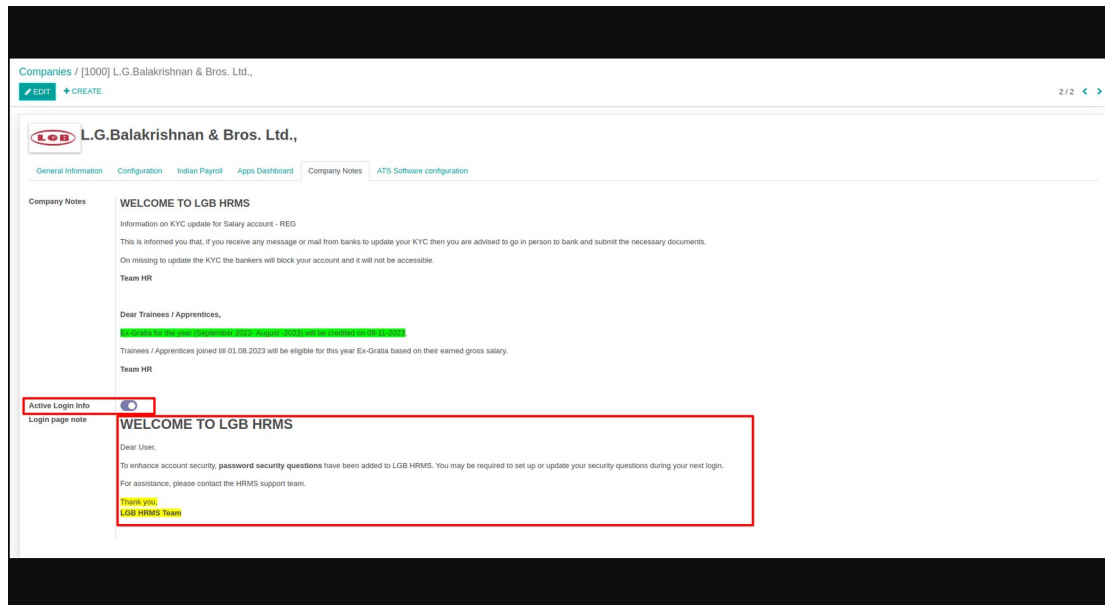 Companies / [1000] L.G.Balakrishnan & Bros. Ltd.,
EDIT + CREATE
2 / 2
LGB L.G.Balakrishnan & Bros. Ltd.,
General Information Configuration Indian Payroll Apps Dashboard Company Notes ATS Software configuration
Company Notes WELCOME TO LGB HRMS
Information on KYC update for Salary account - REG
This is informed you that, if you receive any message or mail from banks to update your KYC then you are advised to go in person to bank and submit the necessary documents.
On missing to update the KYC the bankers will block your account and it will not be accessible.
Team HR
Dear Trainees / Apprentices,
Ex-Gratia for the year (September 2022- August -2023) will be credited on 08-11-2023.
Trainees / Apprentices joined till 01.08.2023 will be eligible for this year Ex-Gratia based on their earned gross salary.
Team HR
Active Login Info
Login page note WELCOME TO LGB HRMS
Dear User,
To enhance account security, password security questions have been added to LGB HRMS. You may be required to set up or update your security questions during your next login.
For assistance, please contact the HRMS support team.
Thank you,
LGB HRMS Team